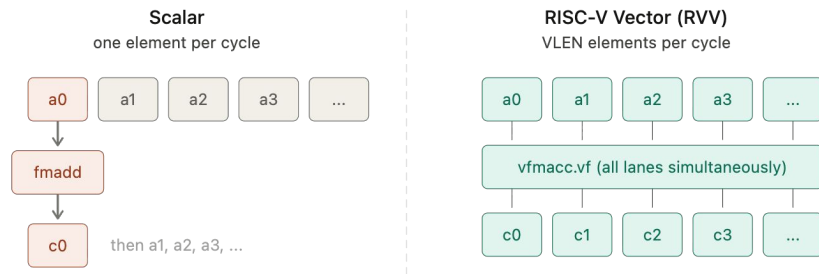 Scalar
one element per cycle
a0 a1 a2 a3 ...
fmadd
c0 then a1, a2, a3, ...
RISC-V Vector (RVV)
VLEN elements per cycle
a0 a1 a2 a3 ...
vfmacc.vf (all lanes simultaneously)
c0 c1 c2 c3 ...